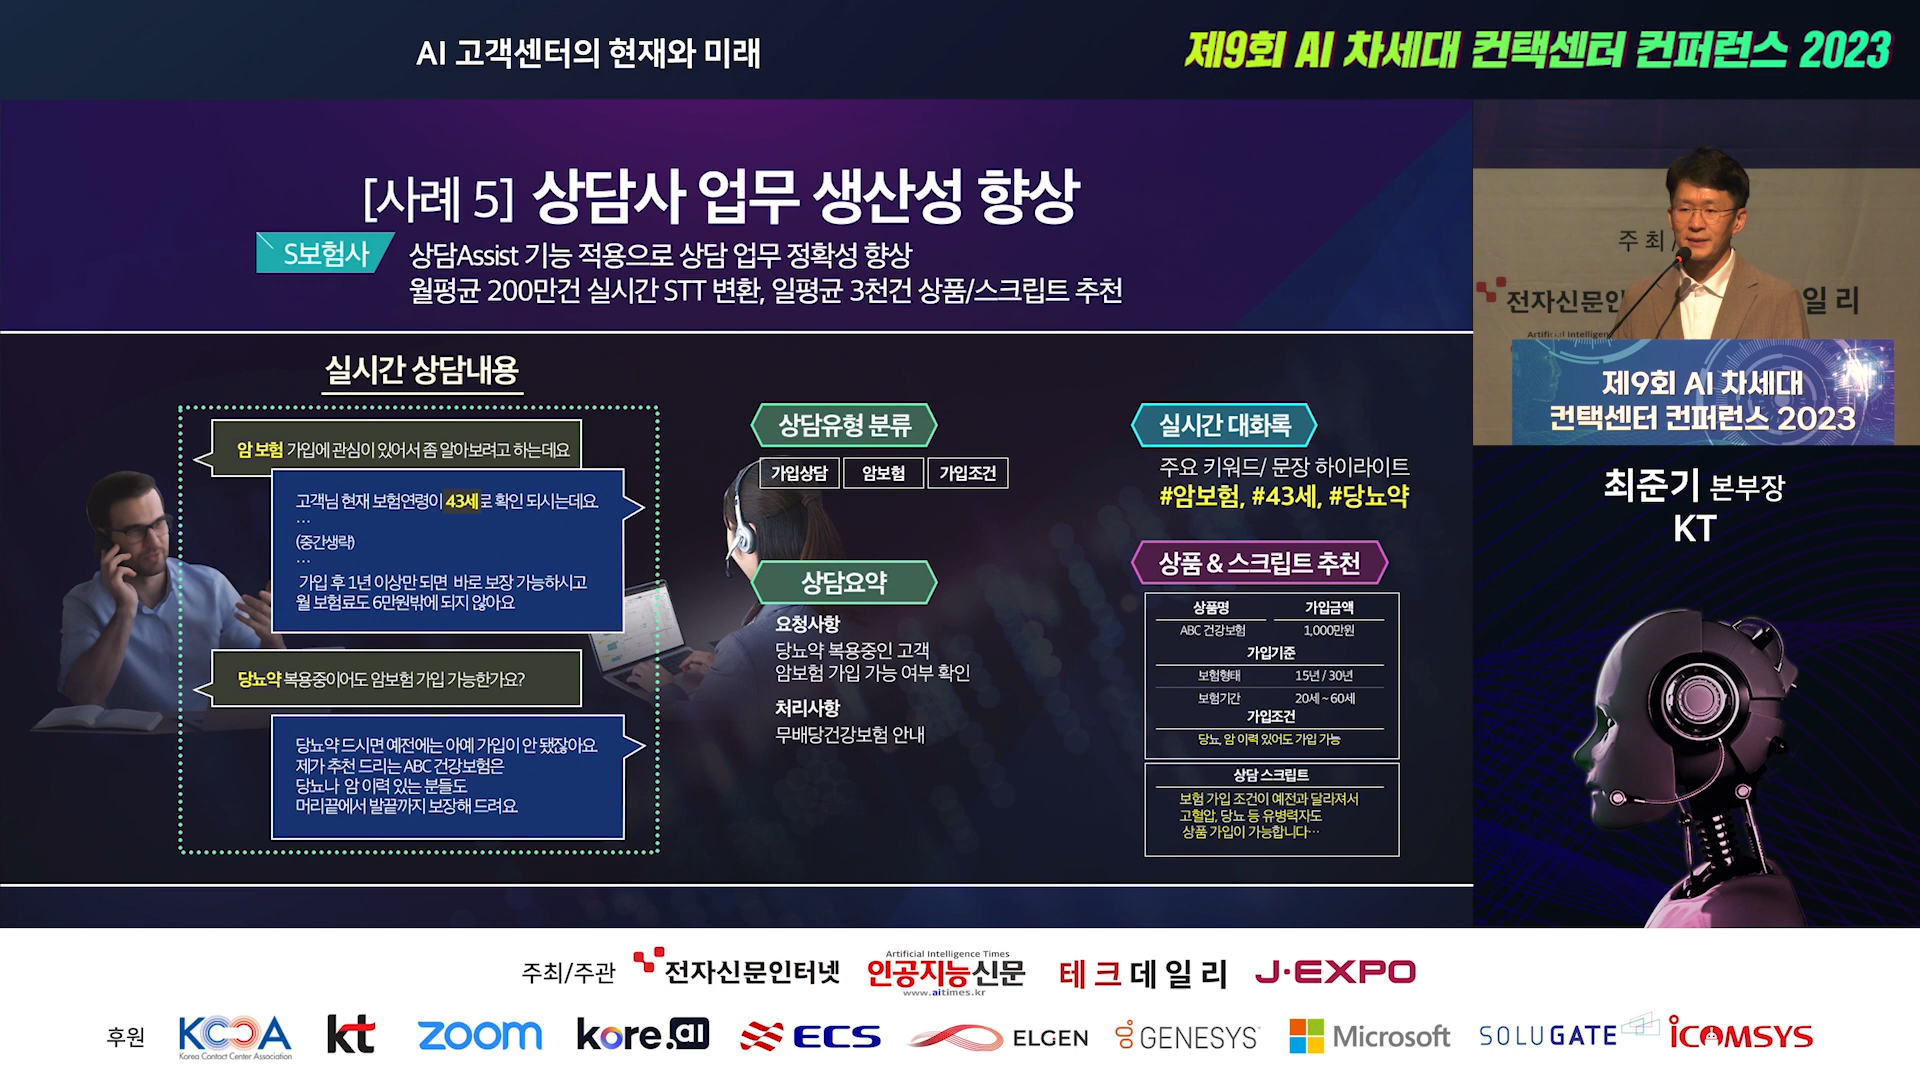 AI 고객센터의 현재와 미래
제9회 AI 차세대 컨택센터 컨퍼런스 2023
[사례 5] 상담사 업무 생산성 향상
S보험사
상담Assist 기능 적용으로 상담 업무 정확성 향상
월평균 200만건 실시간 STT 변환, 일평균 3천건 상품/스크립트 추천
실시간 상담내용
암 보험 가입에 관심이 있어서 좀 알아보려고 하는데요
고객님 현재 보험연령이 43세로 확인 되시는데요
...
(중간생략)
...
가입 후 1년 이상만 되면 바로 보장 가능하시고
월 보험료도 6만원밖에 되지 않아요
당뇨약 복용중이어도 암보험 가입 가능한가요?
당뇨약 드시면 예전에는 아예 가입이 안 됐잖아요
제가 추천 드리는 ABC 건강보험은
당뇨나 암 이력 있는 분들도
머리끝에서 발끝까지 보장해 드려요
상담유형 분류
가입상담 암보험 가입조건
상담요약
요청사항
당뇨약 복용중인 고객
암보험 가입 가능 여부 확인
처리사항
무배당건강보험 안내
실시간 대화록
주요 키워드/ 문장 하이라이트
#암보험, #43세, #당뇨약
상품 & 스크립트 추천
상품명 가입금액
ABC 건강보험 1,000만원
가입기준
보험형태 15년 / 30년
보험기간 20세 ~ 60세
가입조건
당뇨, 암 이력 있어도 가입 가능
상담 스크립트
보험 가입 조건이 예전과 달라져서
고혈압, 당뇨 등 유병력자도
상품 가입이 가능합니다...
주최/
전자신문인
일리
Artificial Intelligenc
제9회 AI 차세대
컨택센터 컨퍼런스 2023
최준기 본부장
KT
주최/주관 전자신문인터넷 Artificial Intelligence Times 인공지능신문 www.aitimes.kr 테크데일리 J·EXPO
후원 KCCA Korea Contact Center Association kt zoom kore.ai ECS ELGEN GENESYS Microsoft SOLUGATE iCOMSYS